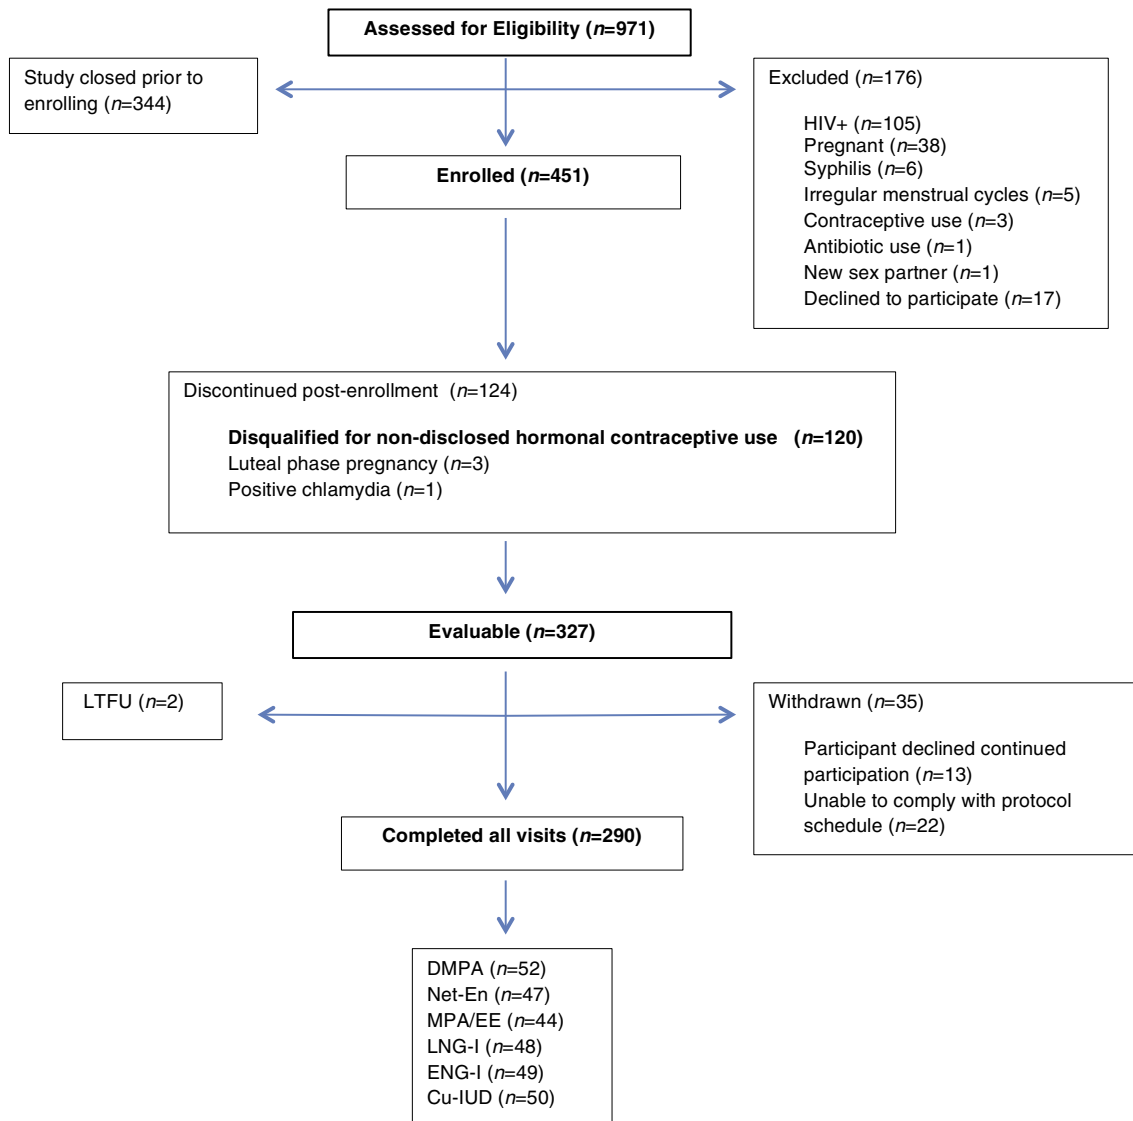 Assessed for Eligibility (n=971)
Study closed prior to
enrolling (n=344)
Excluded (n=176)
HIV+ (n=105)
Pregnant (n=38)
Syphilis (n=6)
Irregular menstrual cycles (n=5)
Contraceptive use (n=3)
Antibiotic use (n=1)
New sex partner (n=1)
Declined to participate (n=17)
Enrolled (n=451)
Discontinued post-enrollment (n=124)
Disqualified for non-disclosed hormonal contraceptive use (n=120)
Luteal phase pregnancy (n=3)
Positive chlamydia (n=1)
Evaluable (n=327)
LTFU (n=2)
Withdrawn (n=35)
Participant declined continued
participation (n=13)
Unable to comply with protocol
schedule (n=22)
Completed all visits (n=290)
DMPA (n=52)
Net-En (n=47)
MPA/EE (n=44)
LNG-I (n=48)
ENG-I (n=49)
Cu-IUD (n=50)